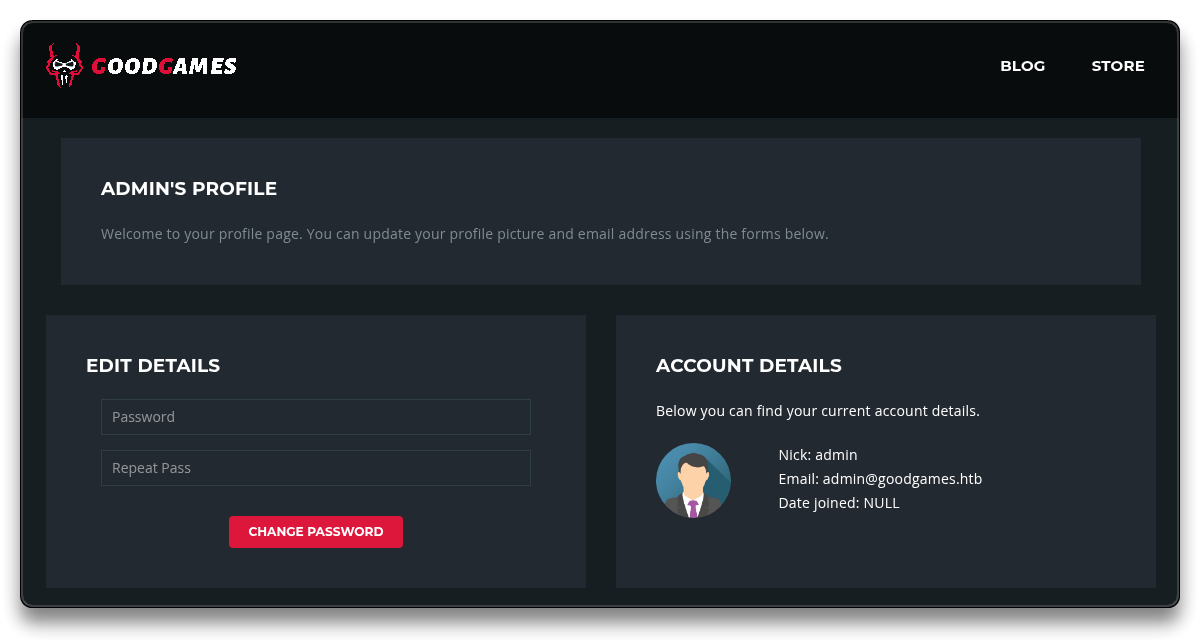 GOODGAMES
BLOG
STORE
ADMIN'S PROFILE
Welcome to your profile page. You can update your profile picture and email address using the forms below.
EDIT DETAILS
Password
Repeat Pass
CHANGE PASSWORD
ACCOUNT DETAILS
Below you can find your current account details.
Nick: admin
Email: admin@goodgames.htb
Date joined: NULL